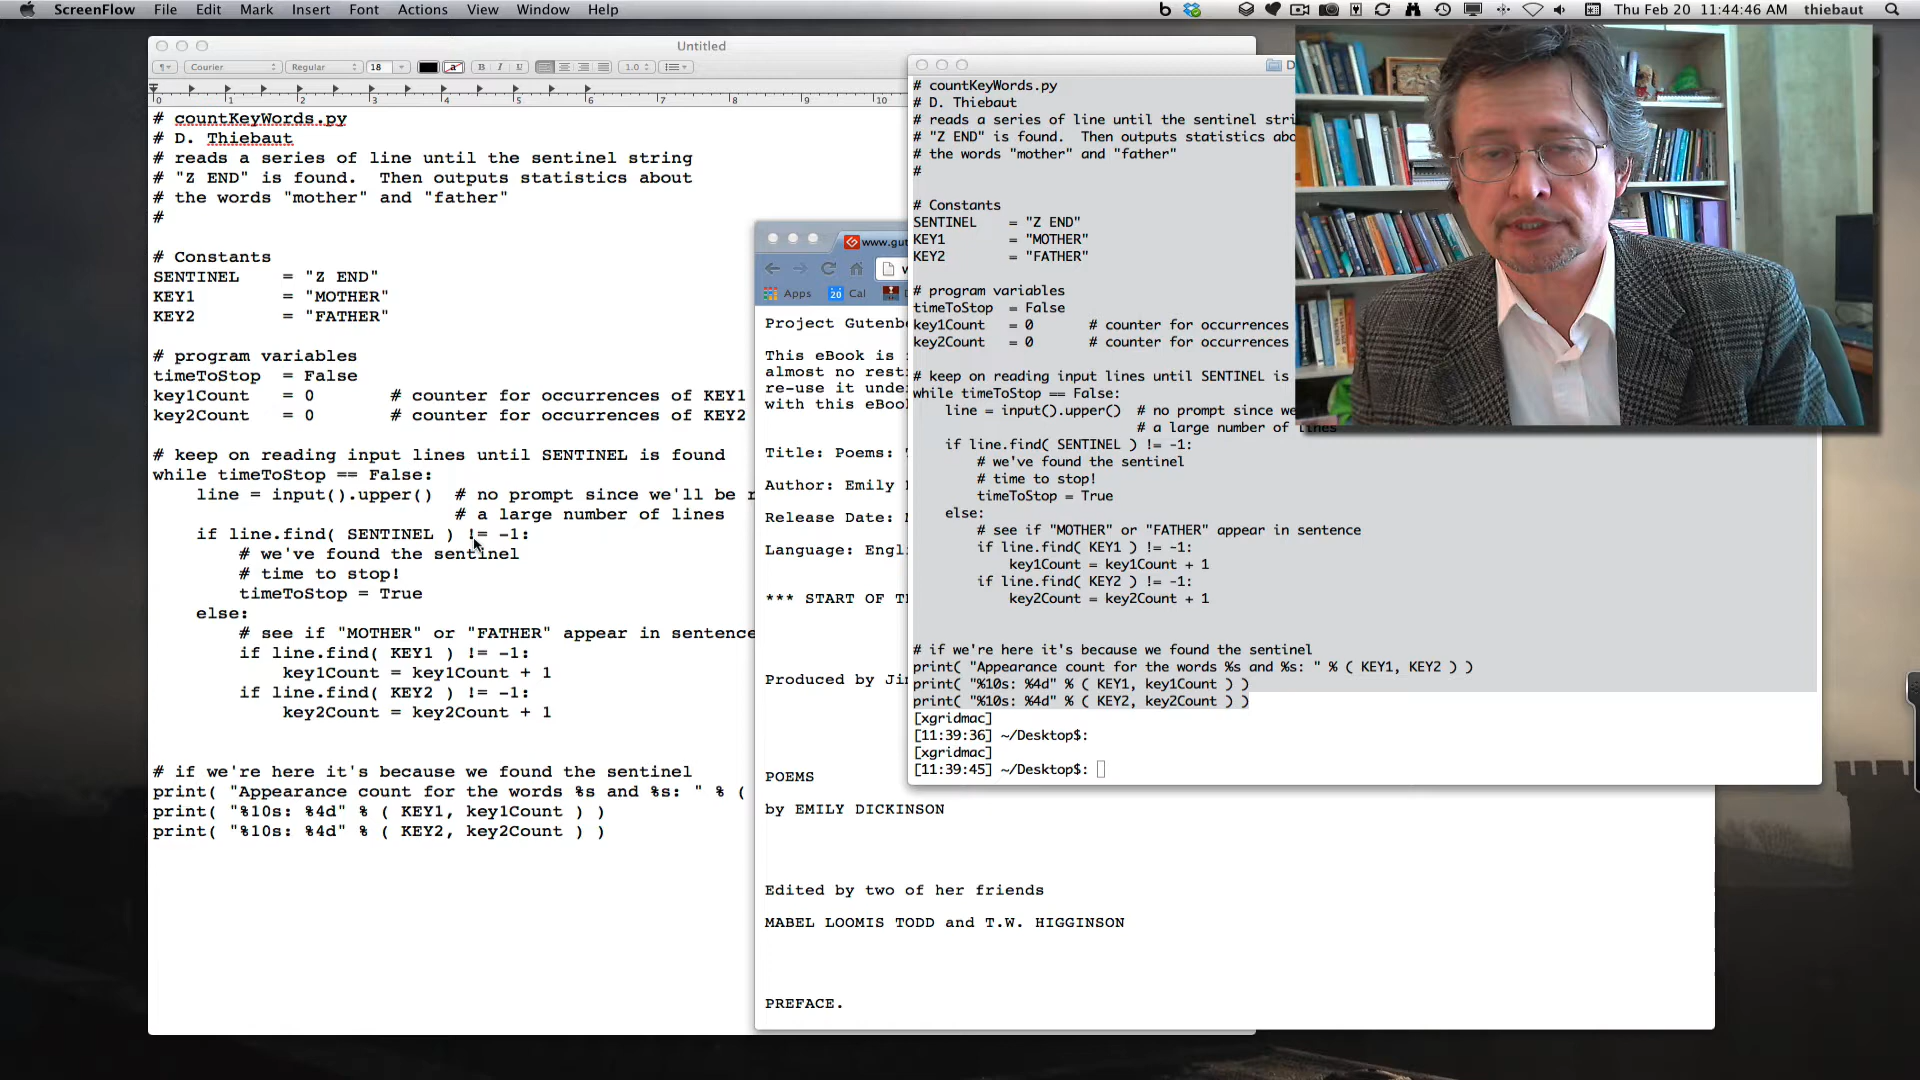 ScreenFlow File Edit Mark Insert Font Actions View Window Help
Thu Feb 20 11:44:46 AM thiebaut
Untitled
Courier Regular 18 B I U 1.0
0 1 2 3 4 5 6 7 8 9 10
# countKeyWords.py
# D. Thiebaut
# reads a series of line until the sentinel string
# "Z END" is found.  Then outputs statistics about
# the words "mother" and "father"
#
# Constants
SENTINEL    = "Z END"
KEY1        = "MOTHER"
KEY2        = "FATHER"
# program variables
timeToStop  = False
key1Count   = 0       # counter for occurrences of KEY1
key2Count   = 0       # counter for occurrences of KEY2
# keep on reading input lines until SENTINEL is found
while timeToStop == False:
    line = input().upper()  # no prompt since we'll be r
                            # a large number of lines
    if line.find( SENTINEL ) != -1:
        # we've found the sentinel
        # time to stop!
        timeToStop = True
    else:
        # see if "MOTHER" or "FATHER" appear in sentence
        if line.find( KEY1 ) != -1:
            key1Count = key1Count + 1
        if line.find( KEY2 ) != -1:
            key2Count = key2Count + 1
# if we're here it's because we found the sentinel
print( "Appearance count for the words %s and %s: " % (
print( "%10s: %4d" % ( KEY1, key1Count ) )
print( "%10s: %4d" % ( KEY2, key2Count ) )
www.gut
Apps 20 Cal
Project Gutenbe
This eBook is
almost no resti
re-use it unde
with this eBoo
Title: Poems:
Author: Emily
Release Date:
Language: Engl
*** START OF T
Produced by Ji
POEMS
by EMILY DICKINSON
Edited by two of her friends
MABEL LOOMIS TODD and T.W. HIGGINSON
PREFACE.
# countKeyWords.py
# D. Thiebaut
# reads a series of line until the sentinel stri
# "Z END" is found.  Then outputs statistics abo
# the words "mother" and "father"
#
# Constants
SENTINEL    = "Z END"
KEY1        = "MOTHER"
KEY2        = "FATHER"
# program variables
timeToStop  = False
key1Count   = 0       # counter for occurrences
key2Count   = 0       # counter for occurrences
# keep on reading input lines until SENTINEL is
while timeToStop == False:
    line = input().upper()  # no prompt since we
                            # a large number of lines
    if line.find( SENTINEL ) != -1:
        # we've found the sentinel
        # time to stop!
        timeToStop = True
    else:
        # see if "MOTHER" or "FATHER" appear in sentence
        if line.find( KEY1 ) != -1:
            key1Count = key1Count + 1
        if line.find( KEY2 ) != -1:
            key2Count = key2Count + 1
# if we're here it's because we found the sentinel
print( "Appearance count for the words %s and %s: " % ( KEY1, KEY2 ) )
print( "%10s: %4d" % ( KEY1, key1Count ) )
print( "%10s: %4d" % ( KEY2, key2Count ) )
[xgridmac]
[11:39:36] ~/Desktop$:
[xgridmac]
[11:39:45] ~/Desktop$: